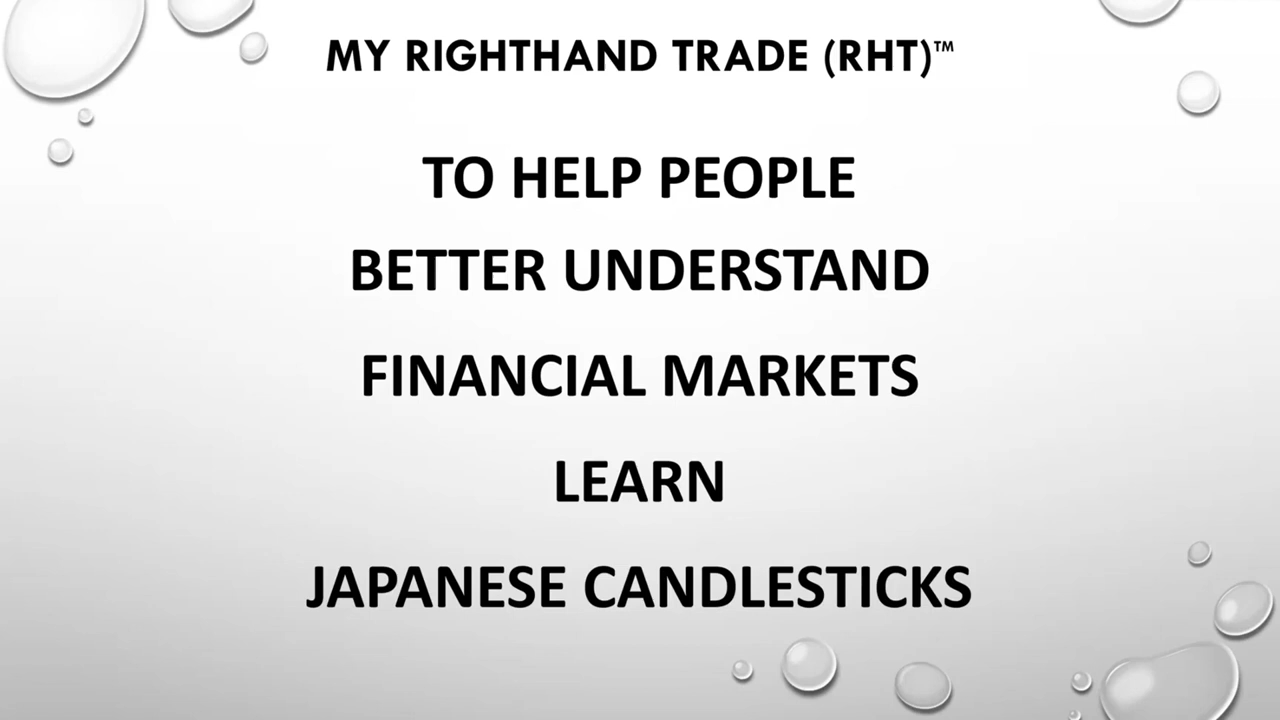 MY RIGHTHAND TRADE (RHT)™
TO HELP PEOPLE
BETTER UNDERSTAND
FINANCIAL MARKETS
LEARN
JAPANESE CANDLESTICKS